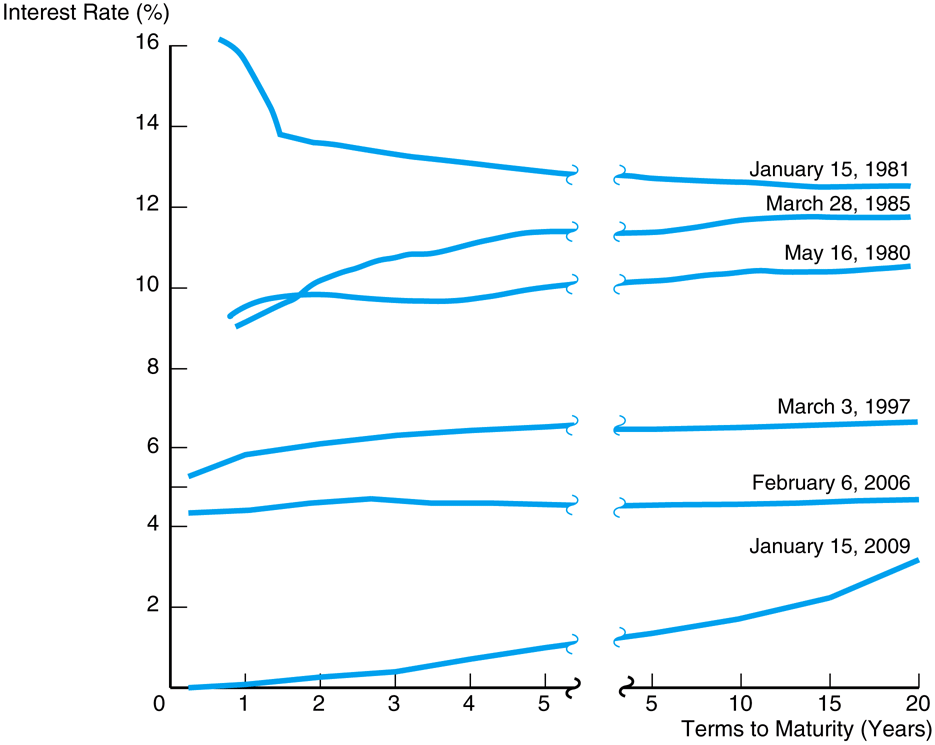 Interest Rate (%)
16
14
12
10
8
6
4
2
0
January 15, 1981
March 28, 1985
May 16, 1980
March 3, 1997
February 6, 2006
January 15, 2009
1 2 3 4 5 5 10 15 20
Terms to Maturity (Years)